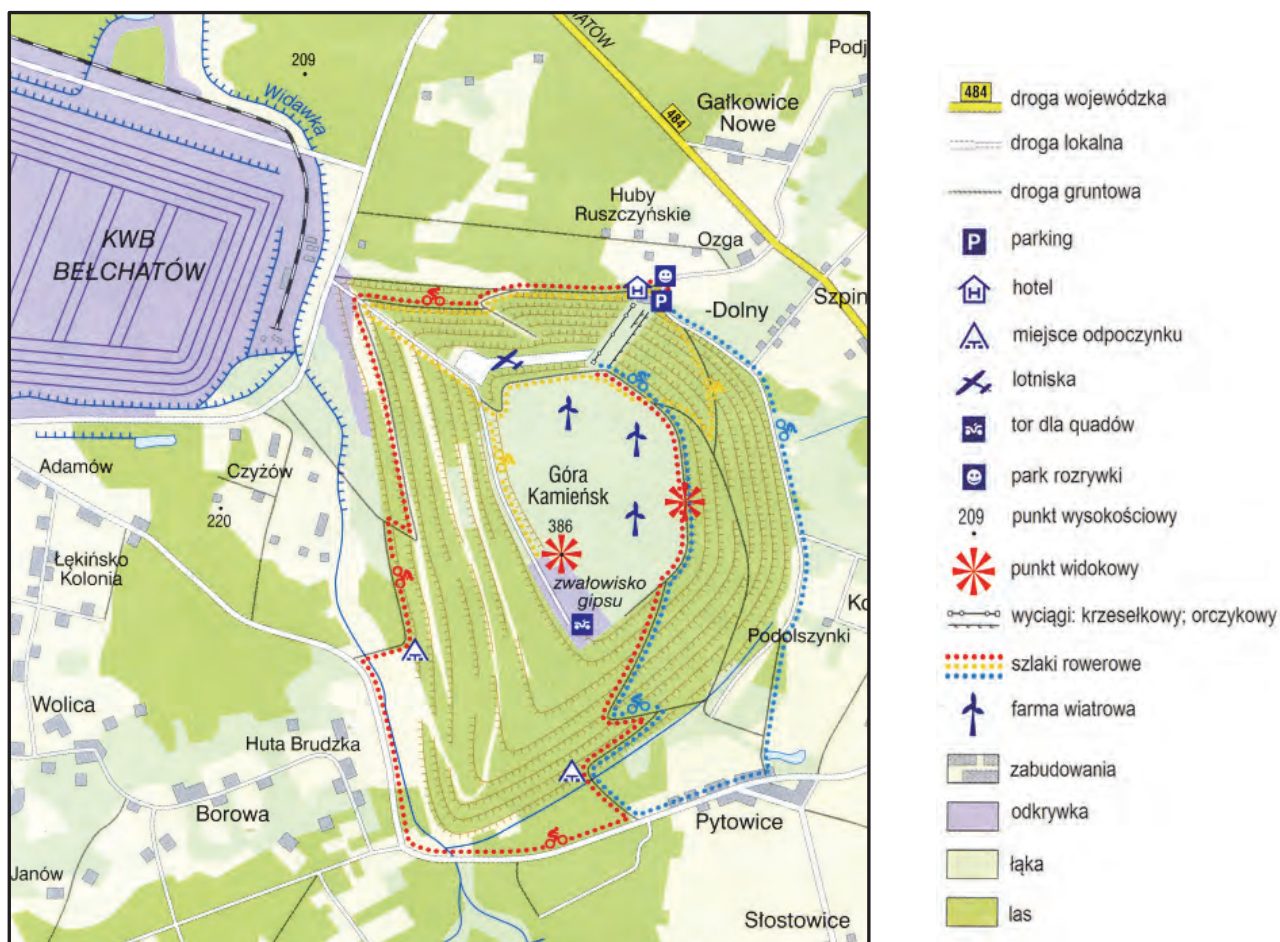 HATÓW
209
Podj
Widawka
Gałkowice
Nowe
484
Huby
Ruszczyńskie
KWB
BEŁCHATÓW
Ozga
H
P
-Dolny
Szpin
Góra
Kamieńsk
386
Adamów
Czyżów
220
Łękińsko
Kolonia
zwałowisko
gipsu
Ko
Podolszynki
Wolica
Huta Brudzka
Borowa
Pytowice
Janów
Słostowice
484 droga wojewódzka
droga lokalna
droga gruntowa
P parking
H hotel
miejsce odpoczynku
lotniska
tor dla quadów
park rozrywki
209 punkt wysokościowy
punkt widokowy
wyciągi: krzesełkowy; orczykowy
szlaki rowerowe
farma wiatrowa
zabudowania
odkrywka
łąka
las